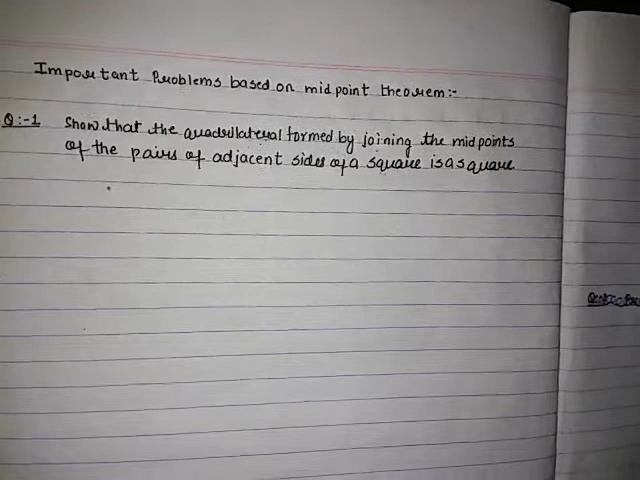 Important Problems based on mid point theorem:-
Q:-1 Show that the quadrilateral formed by joining the mid points
of the pairs of adjacent sides of a square is a square